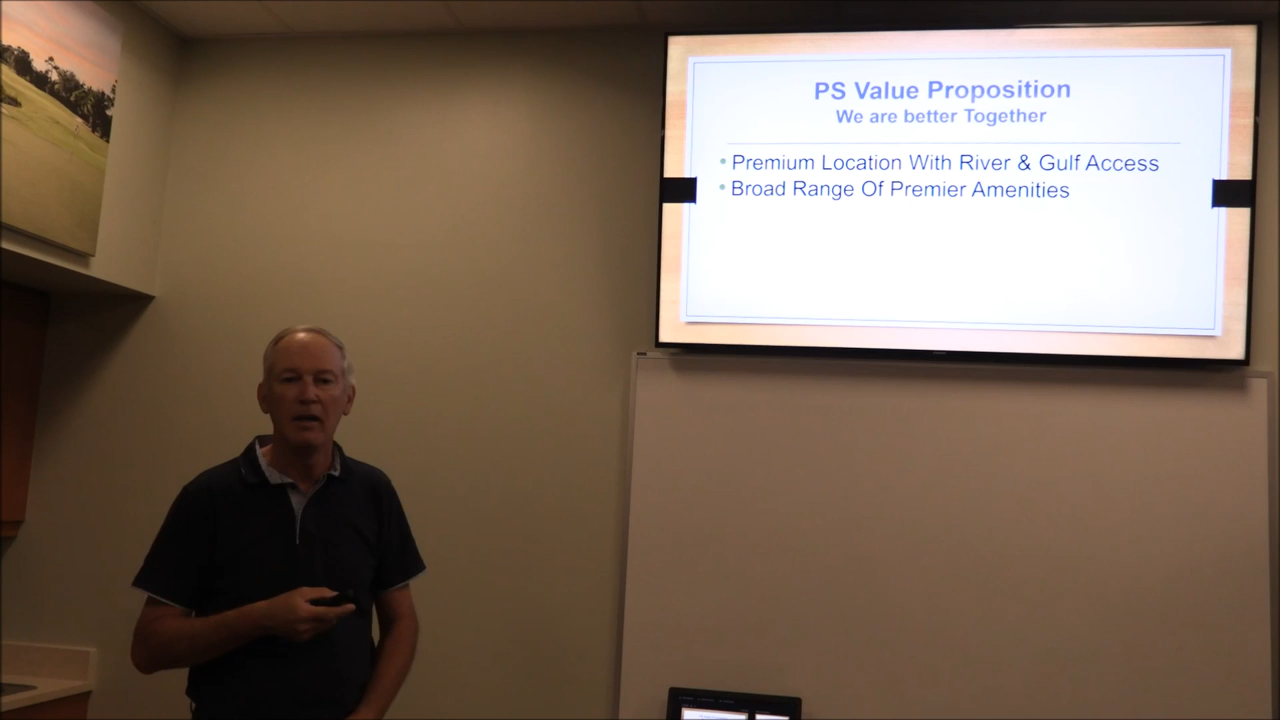 PS Value Proposition
We are better Together
• Premium Location With River & Gulf Access
• Broad Range Of Premier Amenities